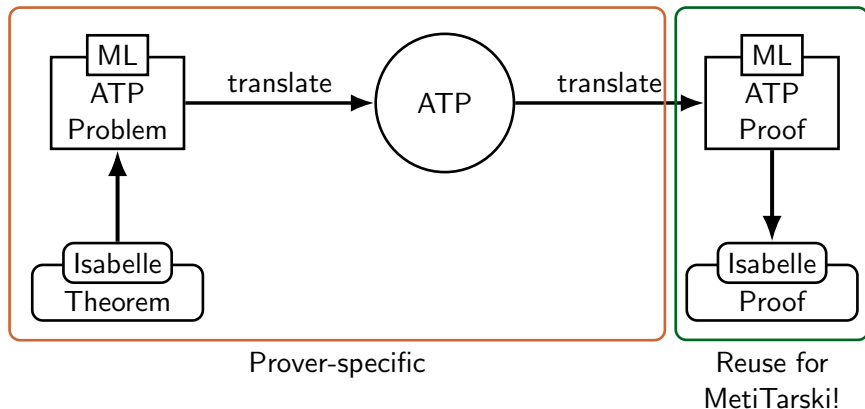 ML
ATP
Problem
translate
ATP
translate
ML
ATP
Proof
Isabelle
Theorem
Isabelle
Proof
Prover-specific
Reuse for
MetiTarski!